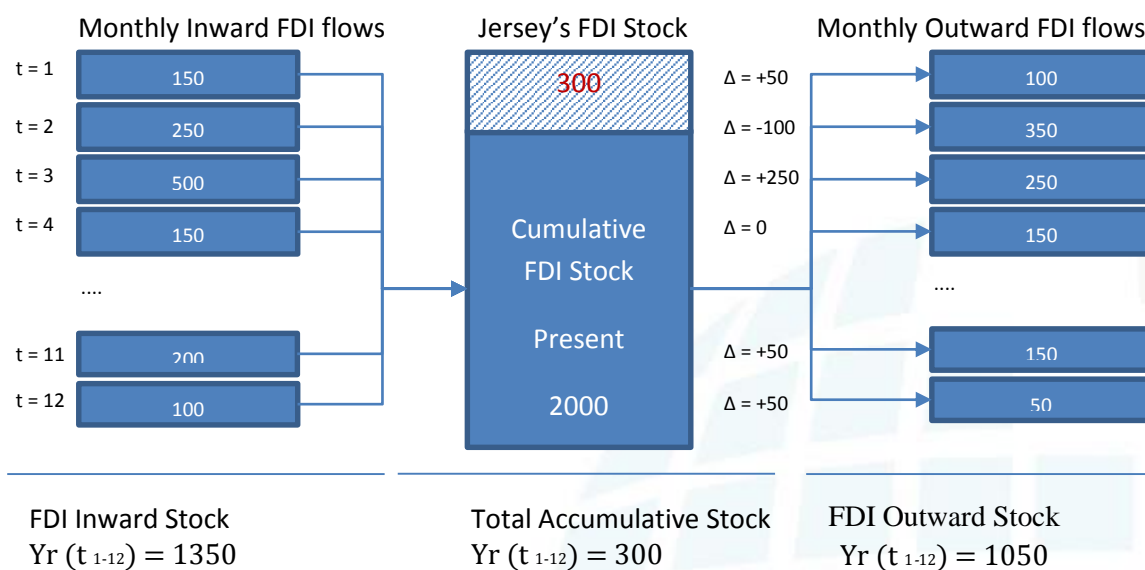 Monthly Inward FDI flows
Jersey's FDI Stock
Monthly Outward FDI flows
t = 1
150
300
Δ = +50
100
t = 2
250
Δ = -100
350
t = 3
500
Δ = +250
250
t = 4
150
Δ = 0
150
Cumulative
FDI Stock
Present
2000
....
....
t = 11
200
Δ = +50
150
t = 12
100
Δ = +50
50
FDI Inward Stock
Yr (t 1-12) = 1350
Total Accumulative Stock
Yr (t 1-12) = 300
FDI Outward Stock
Yr (t 1-12) = 1050